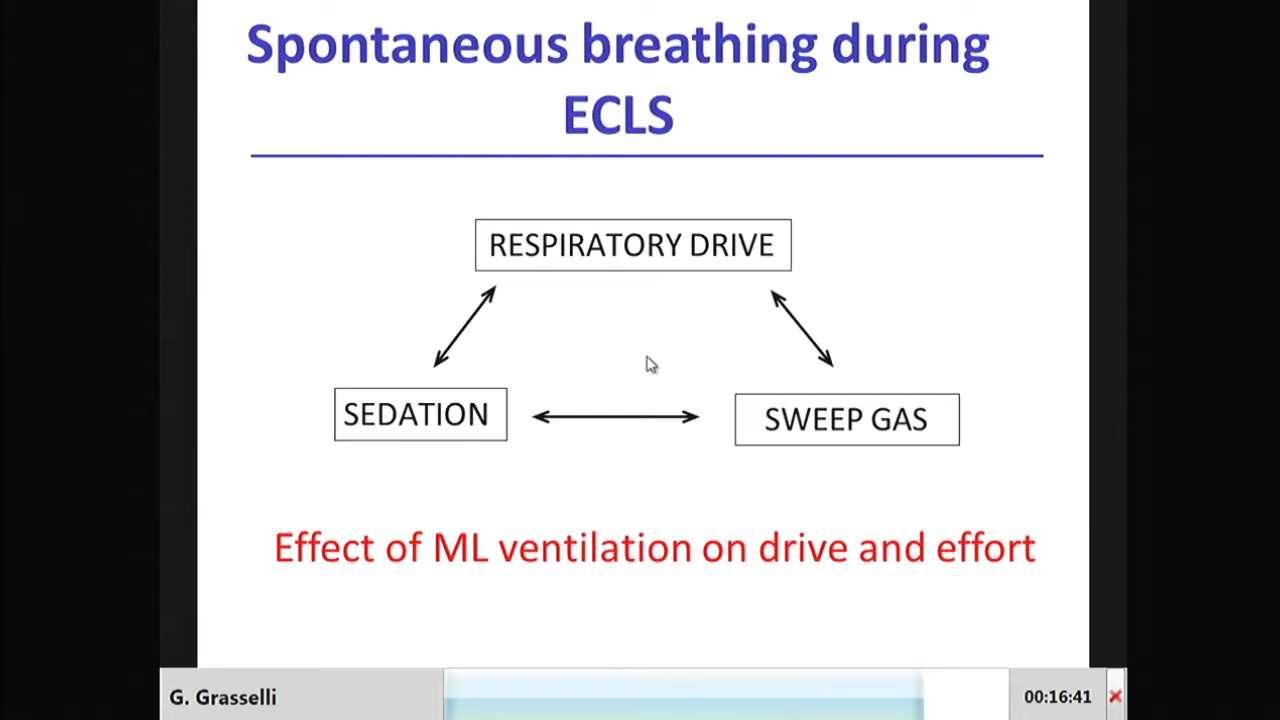 Spontaneous breathing during
ECLS
RESPIRATORY DRIVE
SEDATION
SWEEP GAS
Effect of ML ventilation on drive and effort
G. Grasselli
00:16:41